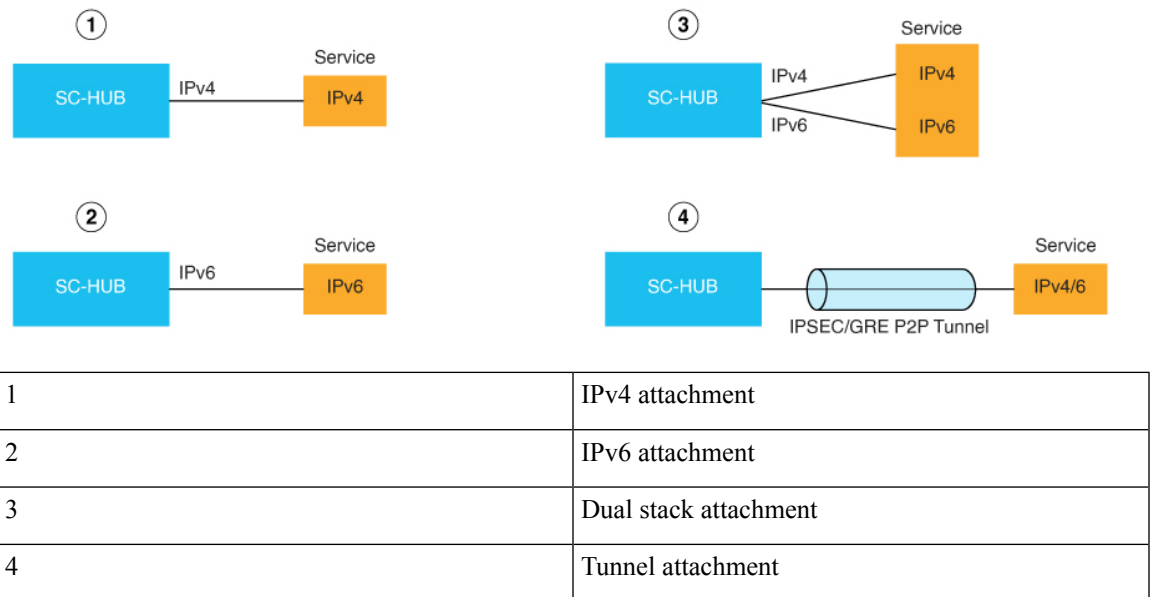 1
Service
SC-HUB
IPv4
IPv4
3
Service
SC-HUB
IPv4
IPv6
IPv4
IPv6
2
Service
SC-HUB
IPv6
IPv6
4
Service
SC-HUB
IPv4/6
IPSEC/GRE P2P Tunnel
1 IPv4 attachment
2 IPv6 attachment
3 Dual stack attachment
4 Tunnel attachment